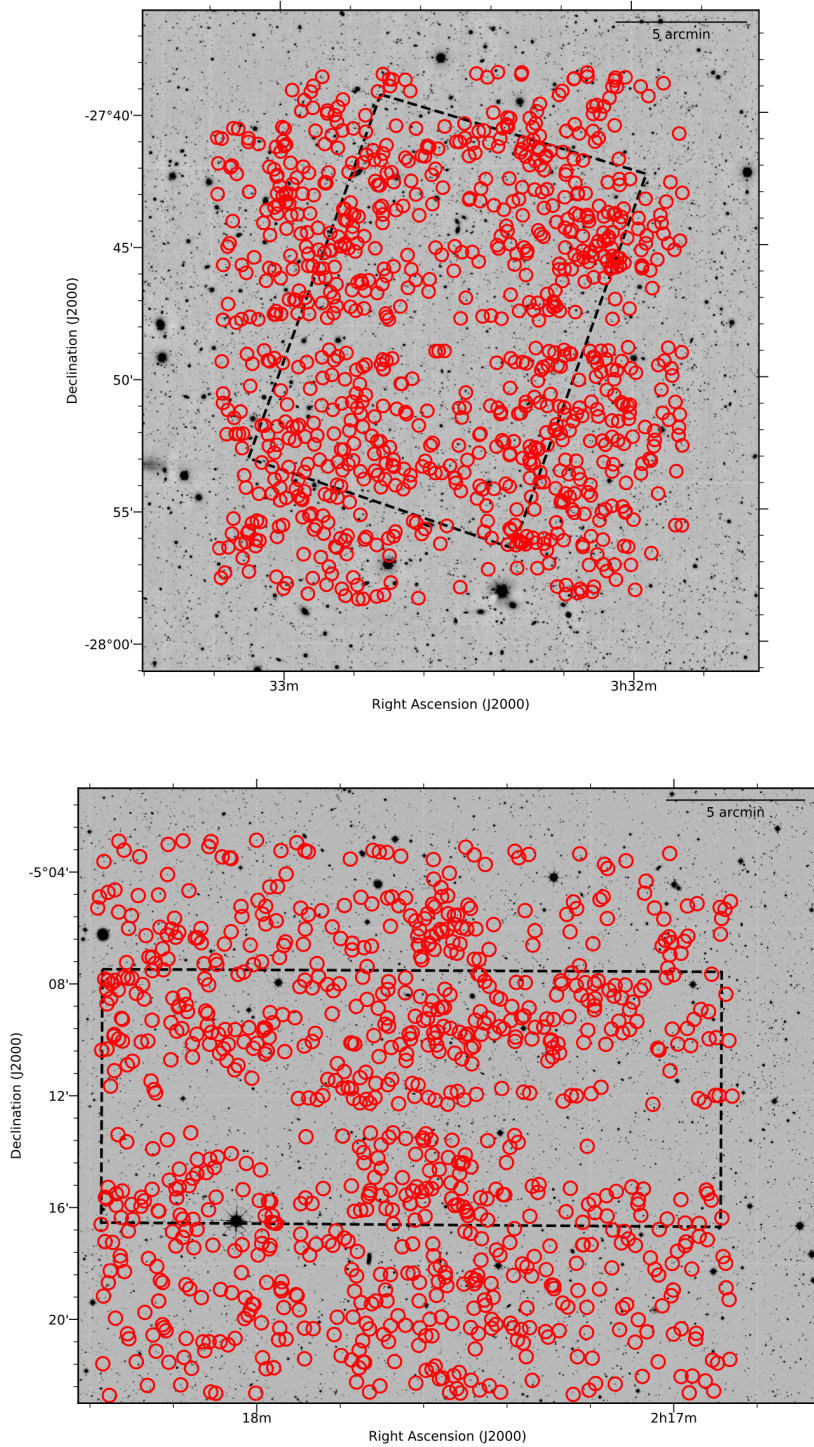 5 arcmin
-27°40'
45'
50'
55'
-28°00'
Declination (J2000)
33m
3h32m
Right Ascension (J2000)
5 arcmin
-5°04'
08'
12'
16'
20'
Declination (J2000)
18m
2h17m
Right Ascension (J2000)